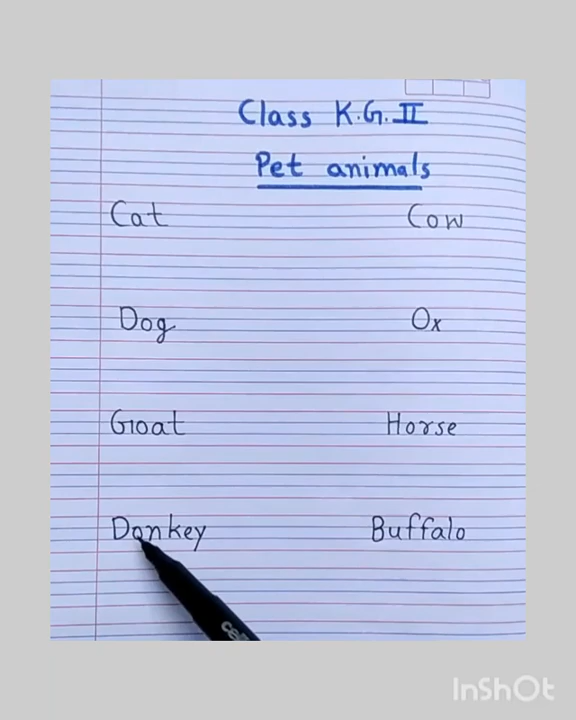 Class K.G.II
Pet animals
Cat Cow
Dog Ox
Goat Horse
Donkey Buffalo
InShOt